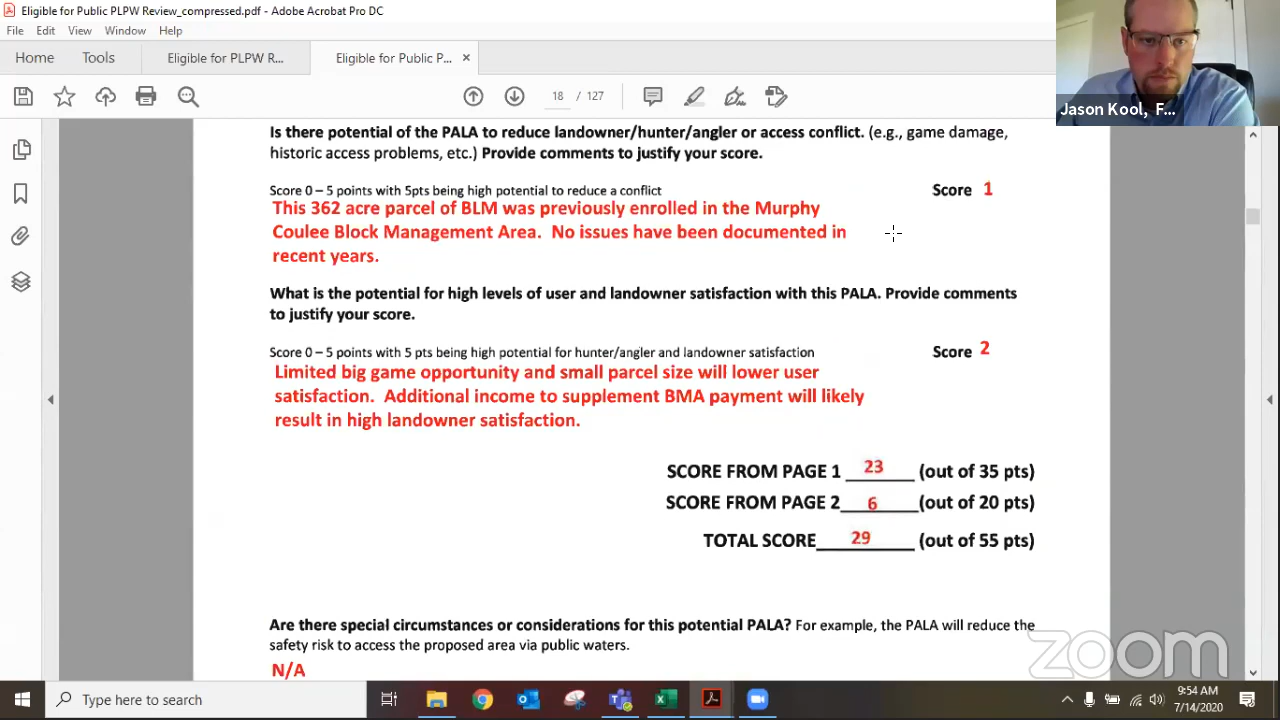 Eligible for Public PLPW Review_compressed.pdf - Adobe Acrobat Pro DC
File Edit View Window Help
Home Tools Eligible for PLPW R... Eligible for Public P... ×
18 / 127
Jason Kool, F...
Is there potential of the PALA to reduce landowner/hunter/angler or access conflict. (e.g., game damage,
historic access problems, etc.) Provide comments to justify your score.
Score 0 – 5 points with 5pts being high potential to reduce a conflict Score 1
This 362 acre parcel of BLM was previously enrolled in the Murphy
Coulee Block Management Area. No issues have been documented in
recent years.
What is the potential for high levels of user and landowner satisfaction with this PALA. Provide comments
to justify your score.
Score 0 – 5 points with 5 pts being high potential for hunter/angler and landowner satisfaction Score 2
Limited big game opportunity and small parcel size will lower user
satisfaction. Additional income to supplement BMA payment will likely
result in high landowner satisfaction.
SCORE FROM PAGE 1 23 (out of 35 pts)
SCORE FROM PAGE 2 6 (out of 20 pts)
TOTAL SCORE 29 (out of 55 pts)
Are there special circumstances or considerations for this potential PALA? For example, the PALA will reduce the
safety risk to access the proposed area via public waters.
N/A
zoom
Type here to search
9:54 AM
7/14/2020